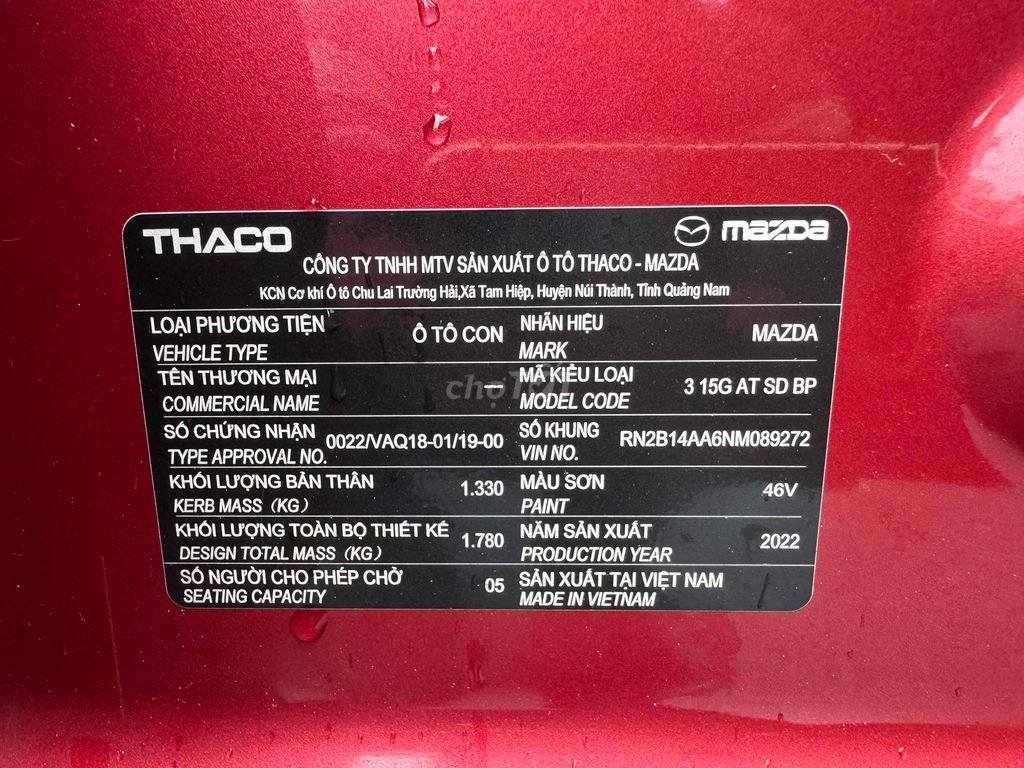 THACO
mazda
CÔNG TY TNHH MTV SẢN XUẤT Ô TÔ THACO - MAZDA
KCN Cơ khí Ô tô Chu Lai Trường Hải,Xã Tam Hiệp, Huyện Núi Thành, Tỉnh Quảng Nam
LOẠI PHƯƠNG TIỆN
VEHICLE TYPE
Ô TÔ CON
NHÃN HIỆU
MARK
MAZDA
TÊN THƯƠNG MẠI
COMMERCIAL NAME
—
MÃ KIỂU LOẠI
MODEL CODE
3 15G AT SD BP
SỐ CHỨNG NHẬN
TYPE APPROVAL NO.
0022/VAQ18-01/19-00
SỐ KHUNG
VIN NO.
RN2B14AA6NM089272
KHỐI LƯỢNG BẢN THÂN
KERB MASS (KG)
1.330
MÀU SƠN
PAINT
46V
KHỐI LƯỢNG TOÀN BỘ THIẾT KẾ
DESIGN TOTAL MASS (KG)
1.780
NĂM SẢN XUẤT
PRODUCTION YEAR
2022
SỐ NGƯỜI CHO PHÉP CHỞ
SEATING CAPACITY
05
SẢN XUẤT TẠI VIỆT NAM
MADE IN VIETNAM
chợTỐT